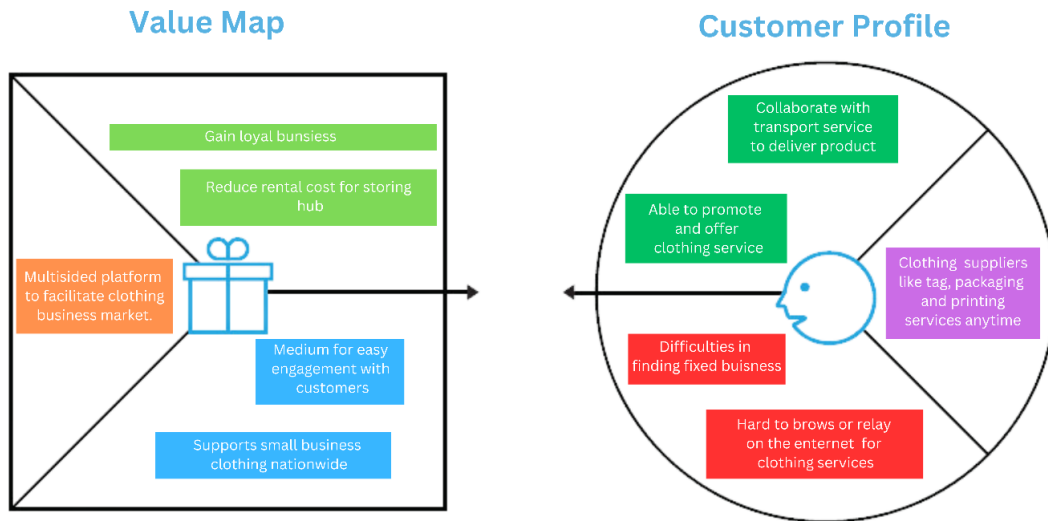 Value Map
Gain loyal bunsiess
Reduce rental cost for storing
hub
Multisided platform
to facilitate clothing
business market.
Medium for easy
engagement with
customers
Supports small business
clothing nationwide
Customer Profile
Collaborate with
transport service
to deliver product
Able to promote
and offer
clothing service
Clothing suppliers
like tag, packaging
and printing
services anytime
Difficulties in
finding fixed buisness
Hard to brows or relay
on the enternet for
clothing services